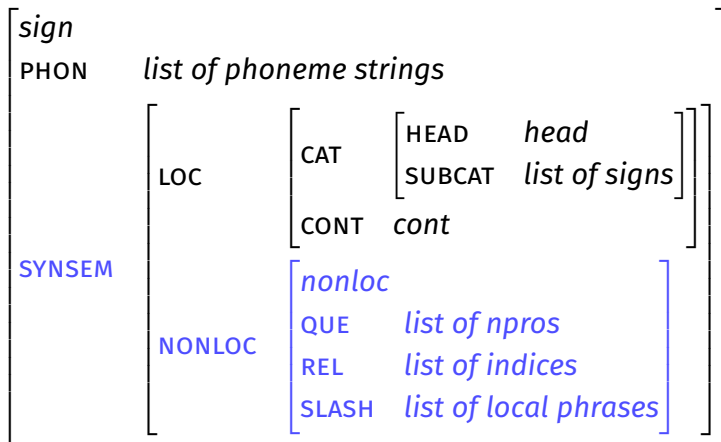 sign
PHON list of phoneme strings
SYNSEM
LOC
CAT
HEAD head
SUBCAT list of signs
CONT cont
NONLOC
nonloc
QUE list of npros
REL list of indices
SLASH list of local phrases